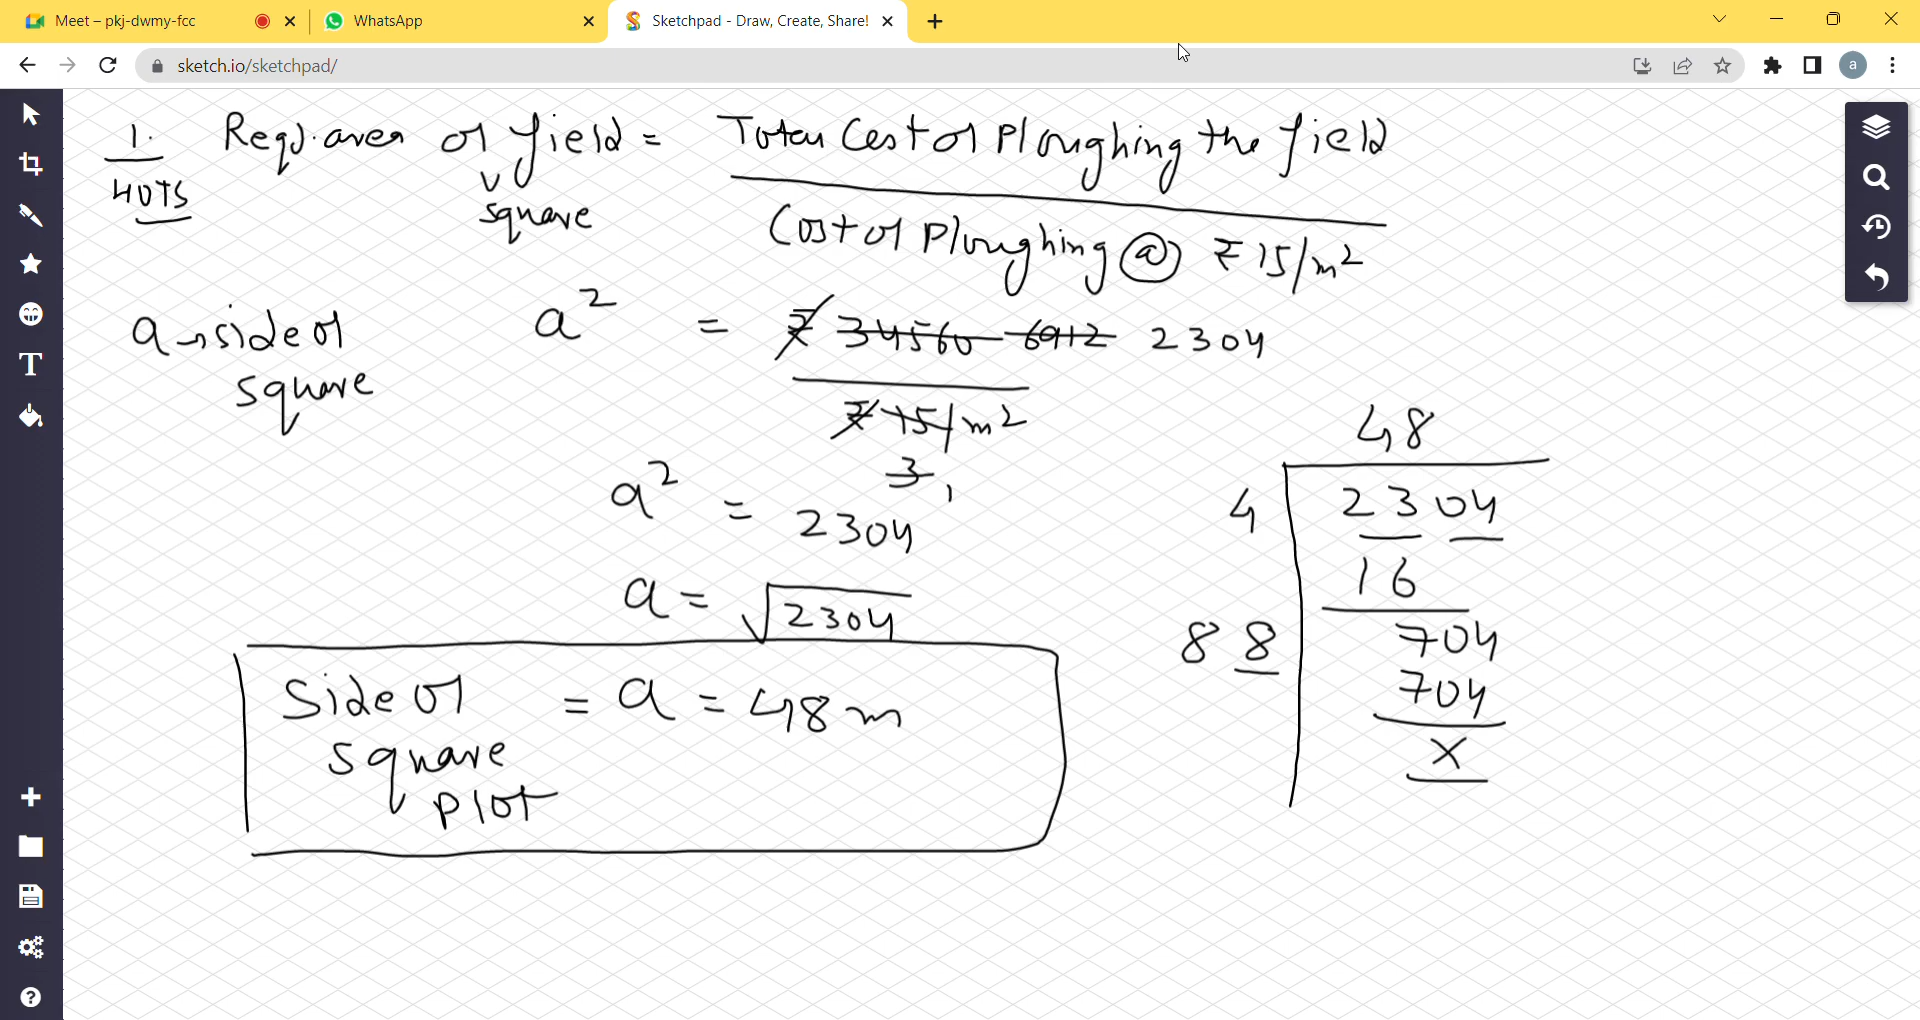 Meet – pkj-dwmy-fcc
WhatsApp
Sketchpad - Draw, Create, Share!
sketch.io/sketchpad/
a
T
1.
HOTS
Reqd. area of field = Total Cost of Ploughing the field
square
Cost of Ploughing @ ₹ 15/m²
a → side of
square
a² = ₹ 34560 6912 2304
₹ 15/m²
3 1
a² = 2304
a = √2304
Side of = a = 48 m
square
plot
48
4 2304
16
88 704
704
x